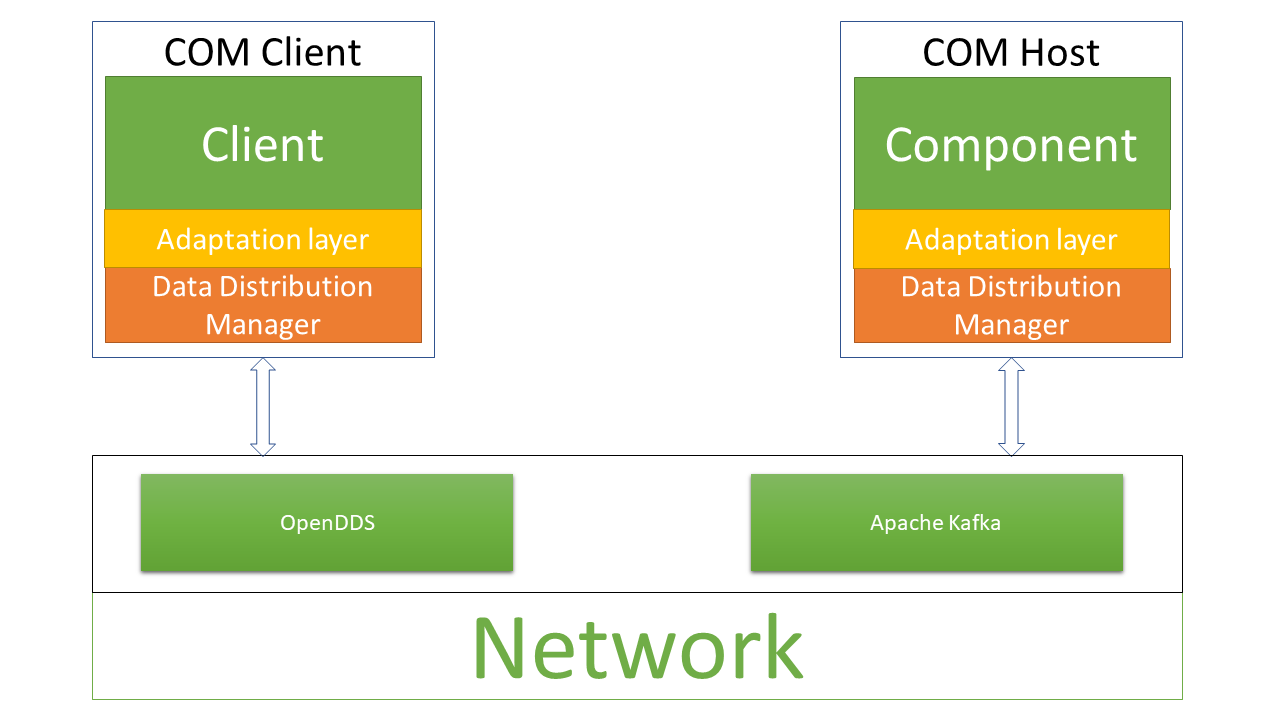 COM Client
Client
Adaptation layer
Data Distribution
Manager
COM Host
Component
Adaptation layer
Data Distribution
Manager
OpenDDS
Apache Kafka
Network